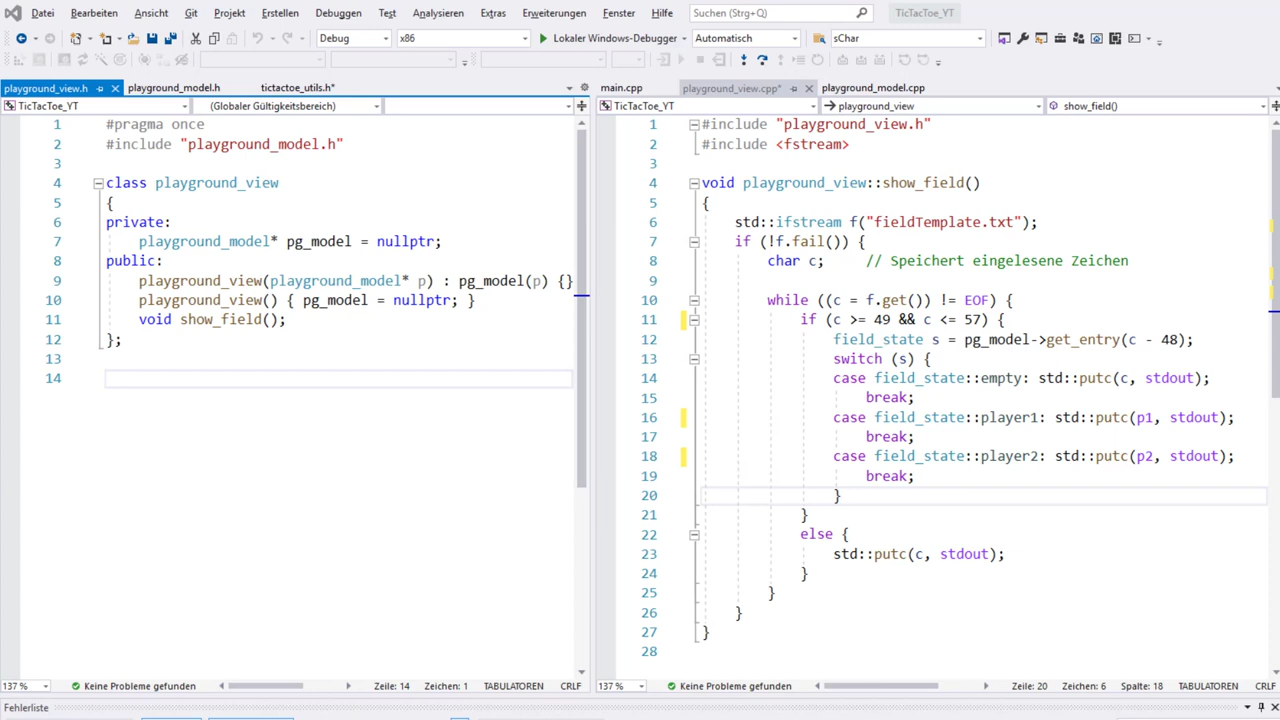 Datei Bearbeiten Ansicht Git Projekt Erstellen Debuggen Test Analysieren Extras Erweiterungen Fenster Hilfe Suchen (Strg+Q) TicTacToe_YT
Debug x86 Lokaler Windows-Debugger Automatisch sChar
playground_view.h playground_model.h tictactoe_utils.h*
TicTacToe_YT (Globaler Gültigkeitsbereich)
1 #pragma once
2 #include "playground_model.h"
3
4 class playground_view
5 {
6 private:
7 playground_model* pg_model = nullptr;
8 public:
9 playground_view(playground_model* p) : pg_model(p) {}
10 playground_view() { pg_model = nullptr; }
11 void show_field();
12 };
13
14
137 % Keine Probleme gefunden Zeile: 14 Zeichen: 1 TABULATOREN CRLF
main.cpp playground_view.cpp* playground_model.cpp
TicTacToe_YT playground_view show_field()
1 #include "playground_view.h"
2 #include <fstream>
3
4 void playground_view::show_field()
5 {
6 std::ifstream f("fieldTemplate.txt");
7 if (!f.fail()) {
8 char c; // Speichert eingelesene Zeichen
9
10 while ((c = f.get()) != EOF) {
11 if (c >= 49 && c <= 57) {
12 field_state s = pg_model->get_entry(c - 48);
13 switch (s) {
14 case field_state::empty: std::putc(c, stdout);
15 break;
16 case field_state::player1: std::putc(p1, stdout);
17 break;
18 case field_state::player2: std::putc(p2, stdout);
19 break;
20 }
21 }
22 else {
23 std::putc(c, stdout);
24 }
25 }
26 }
27 }
28
137 % Keine Probleme gefunden Zeile: 20 Zeichen: 6 Spalte: 18 TABULATOREN CRLF
Fehlerliste